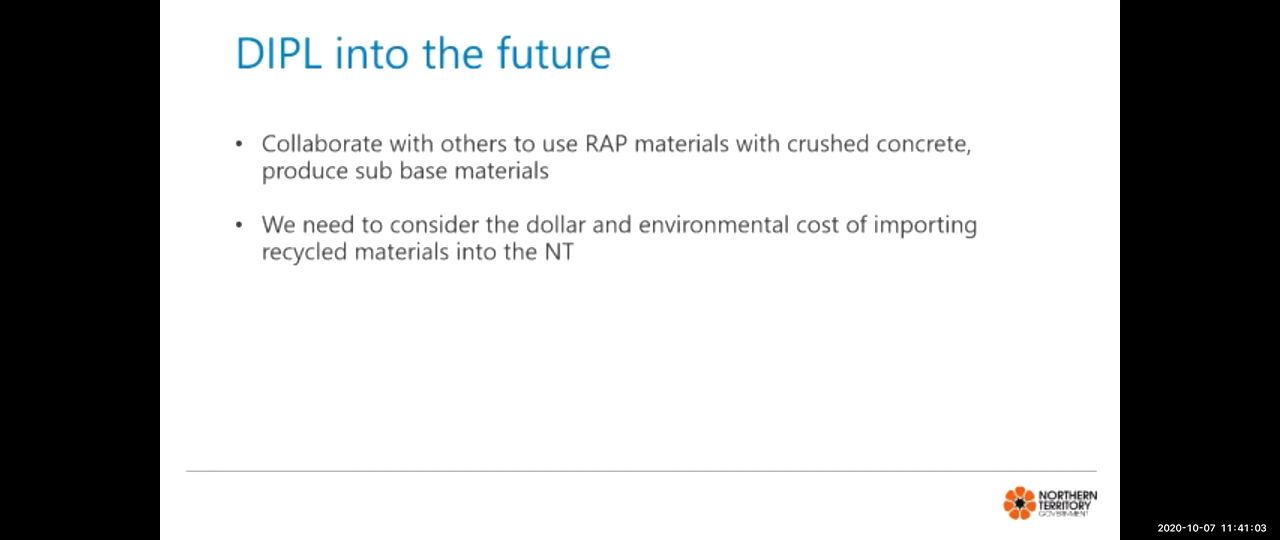 DIPL into the future
• Collaborate with others to use RAP materials with crushed concrete,
produce sub base materials
• We need to consider the dollar and environmental cost of importing
recycled materials into the NT
NORTHERN
TERRITORY
GOVERNMENT
2020-10-07 11:41:03